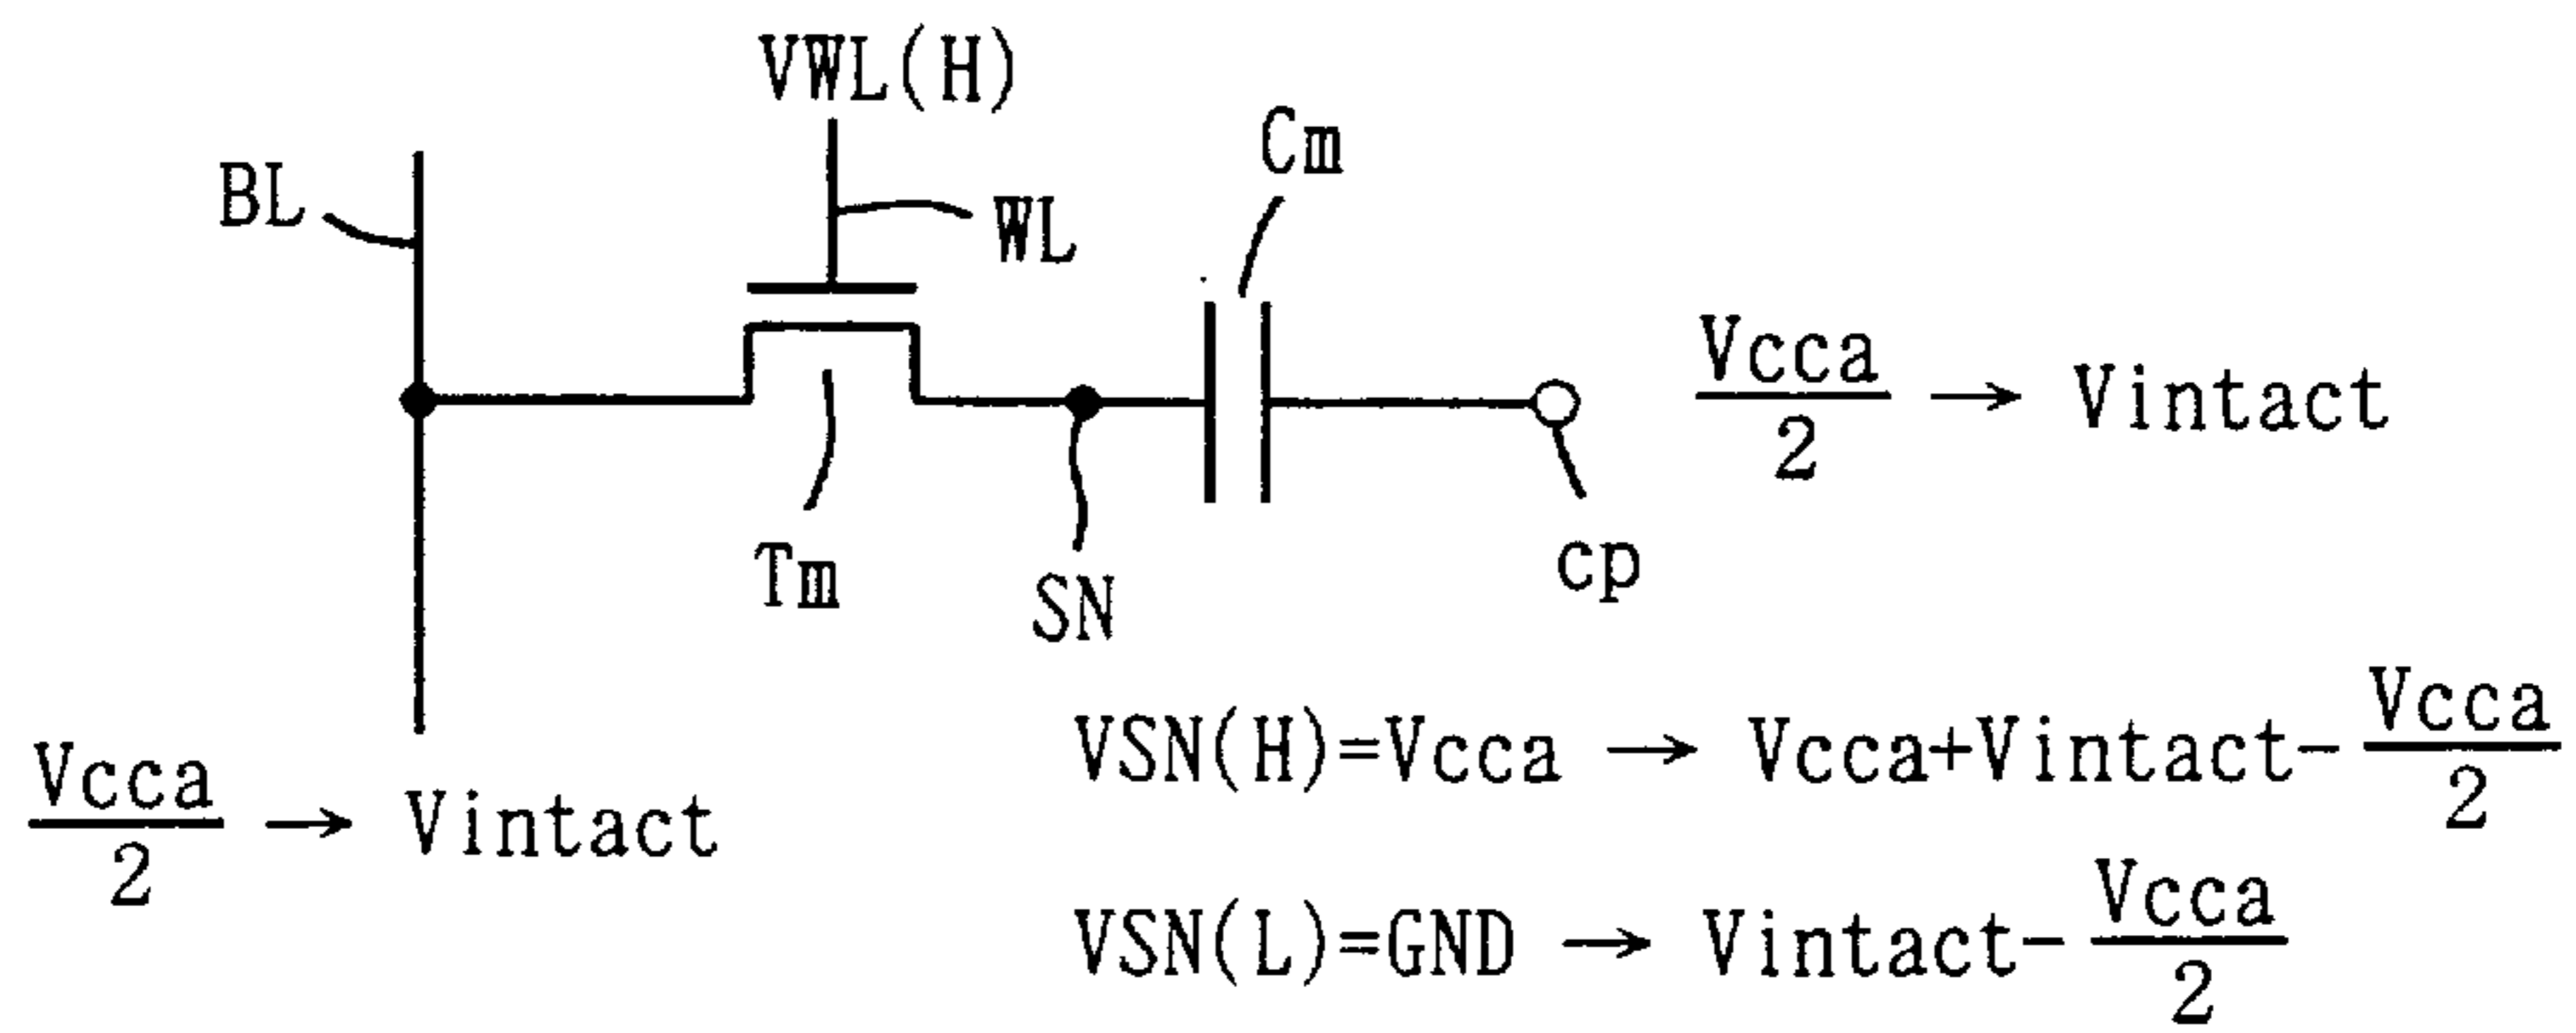 VWL(H)
Cm
BL
WL
Vcca/2 → Vintact
Tm
SN
cp
VSN(H)=Vcca → Vcca+Vintact-Vcca/2
Vcca/2 → Vintact
VSN(L)=GND → Vintact-Vcca/2